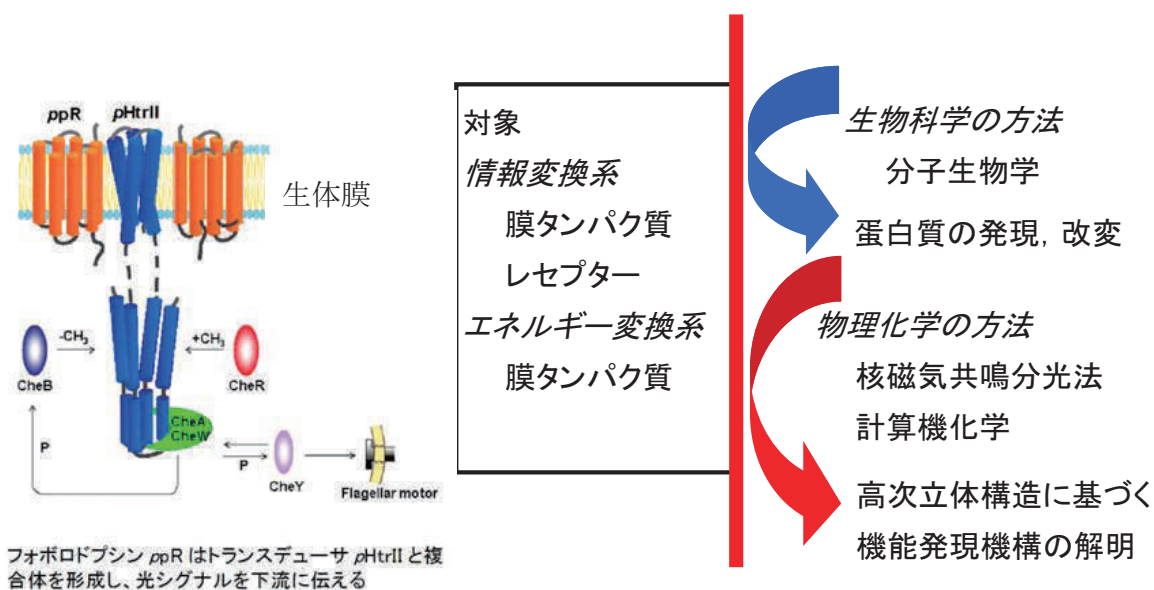 ppR
pHtrII
生体膜
-CH3
+CH3
CheB
CheR
CheA
CheW
P
P
CheY
Flagellar motor
フォボロドプシン ppR はトランスデューサ pHtrII と複
合体を形成し、光シグナルを下流に伝える
対象
情報変換系
膜タンパク質
レセプター
エネルギー変換系
膜タンパク質
生物科学の方法
分子生物学
蛋白質の発現, 改変
物理化学の方法
核磁気共鳴分光法
計算機化学
高次立体構造に基づく
機能発現機構の解明